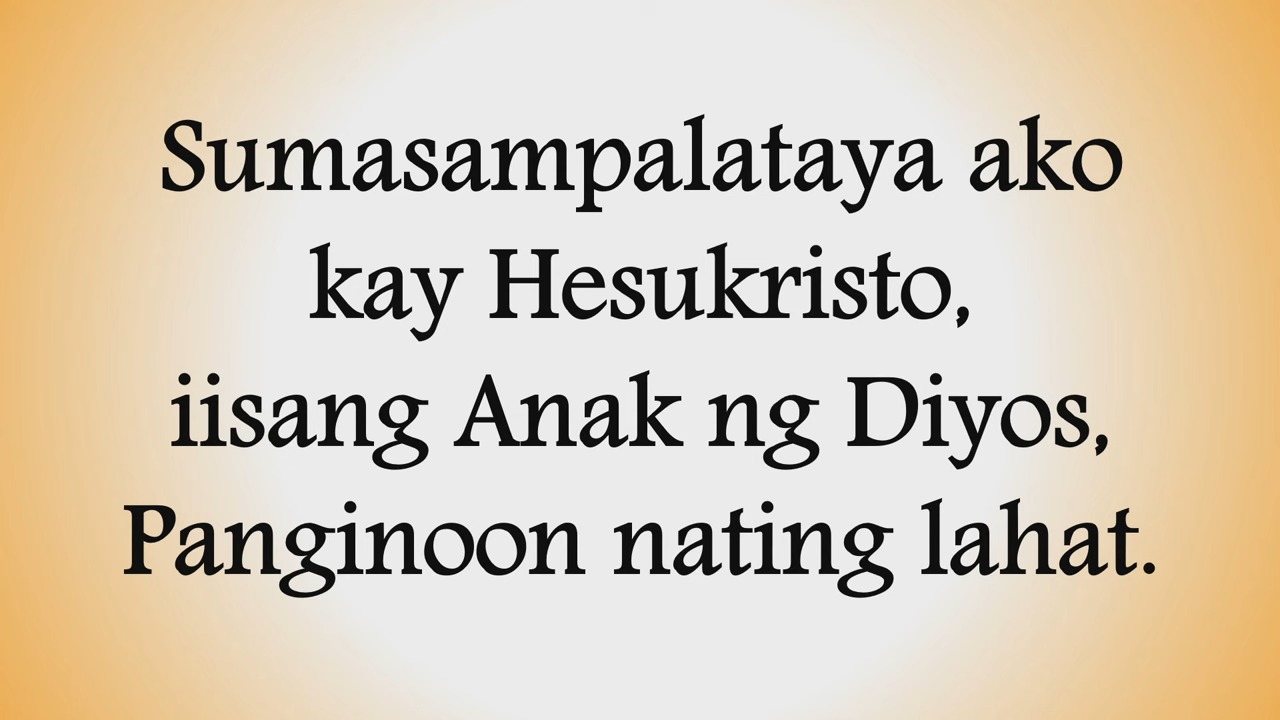 Sumasampalataya ako
kay Hesukristo,
iisang Anak ng Diyos,
Panginoon nating lahat.